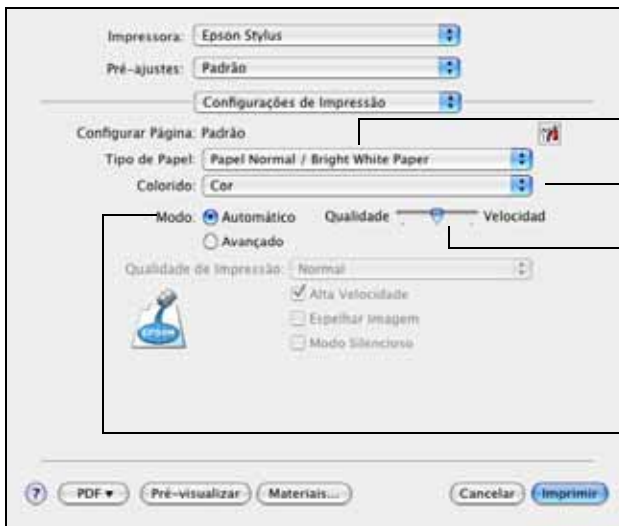 Impressora: Epson Stylus
Pré-ajustes: Padrão
Configurações de Impressão
Configurar Página: Padrão
Tipo de Papel: Papel Normal / Bright White Paper
Colorido: Cor
Modo: Automático Qualidade Velocidad
Avançado
Qualidade de Impressão: Normal
Alta Velocidade
Espelhar Imagem
Modo Silencioso
EPSON
? PDF Pré-visualizar Materiais... Cancelar Imprimir